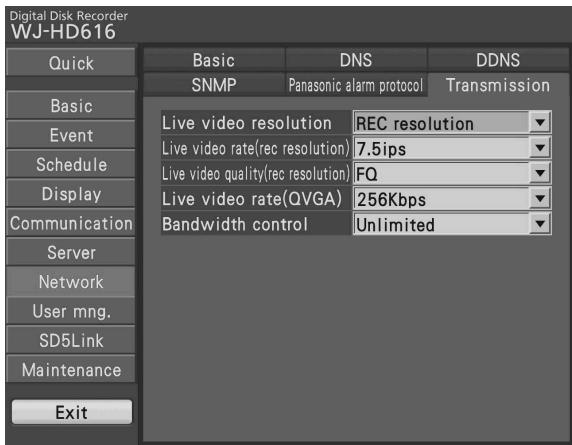 Digital Disk Recorder
WJ-HD616
Quick
Basic
Event
Schedule
Display
Communication
Server
Network
User mng.
SD5Link
Maintenance
Exit
Basic DNS DDNS
SNMP Panasonic alarm protocol Transmission
Live video resolution REC resolution
Live video rate(rec resolution) 7.5ips
Live video quality(rec resolution) FQ
Live video rate(QVGA) 256Kbps
Bandwidth control Unlimited